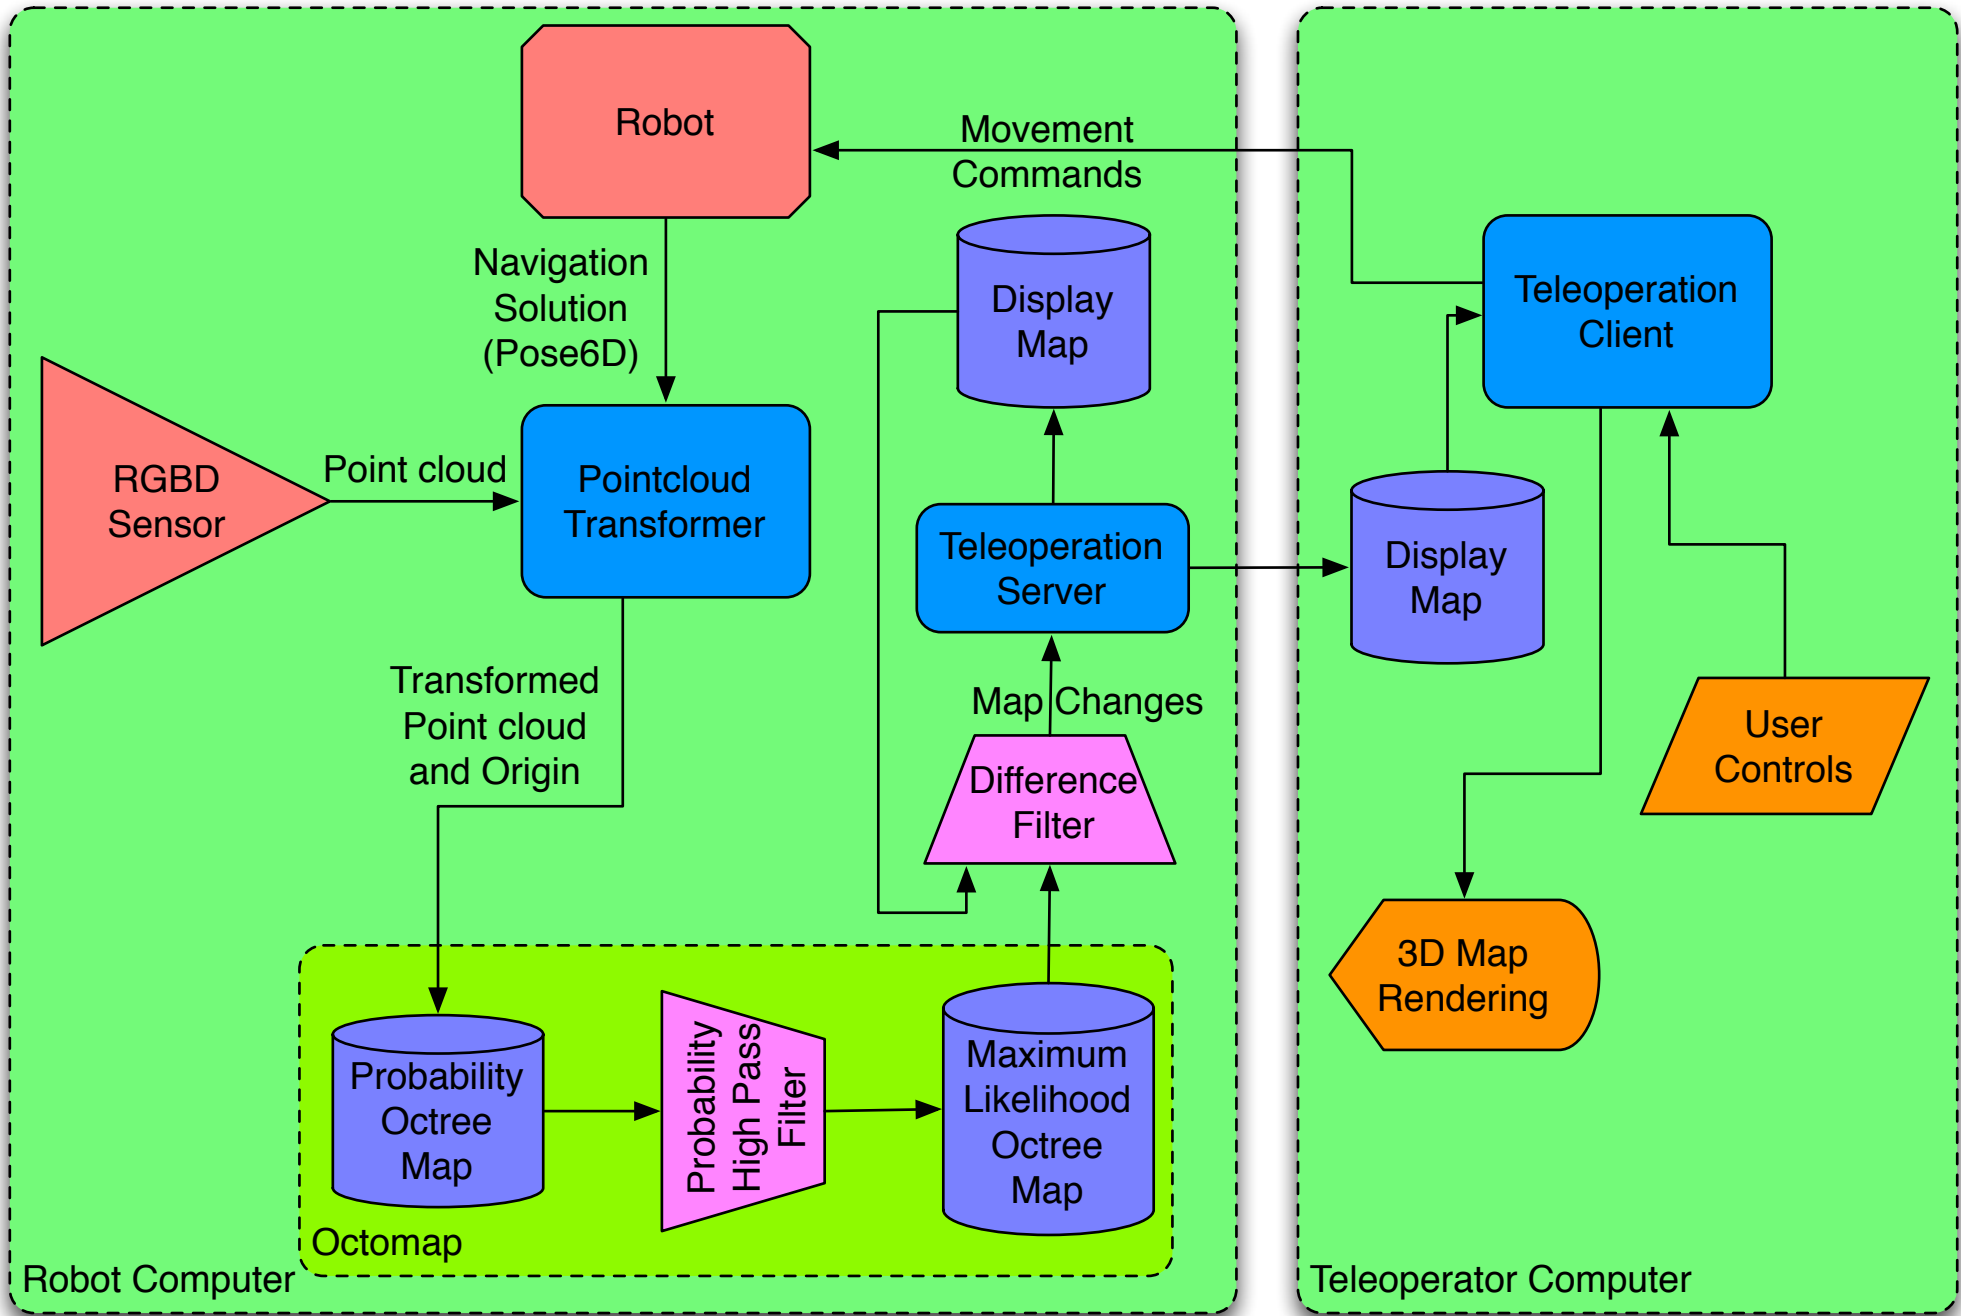 Robot
Movement
Commands
Navigation
Solution
(Pose6D)
Display
Map
Teleoperation
Client
RGBD
Sensor
Point cloud
Pointcloud
Transformer
Teleoperation
Server
Display
Map
Transformed
Point cloud
and Origin
Map Changes
User
Controls
Difference
Filter
3D Map
Rendering
Probability
Octree
Map
Probability
High Pass
Filter
Maximum
Likelihood
Octree
Map
Octomap
Robot Computer
Teleoperator Computer